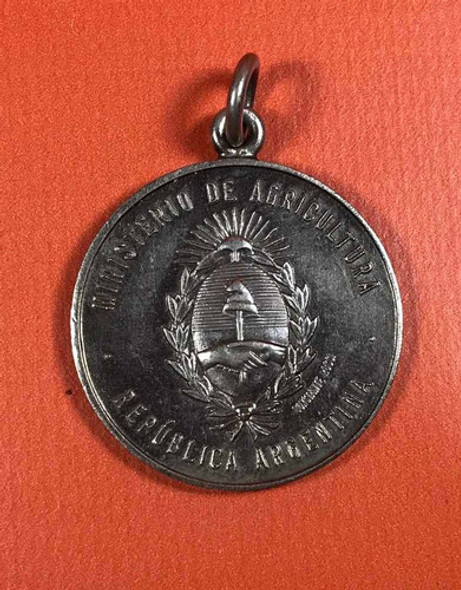 MINISTERIO DE AGRICULTURA
REPÚBLICA ARGENTINA